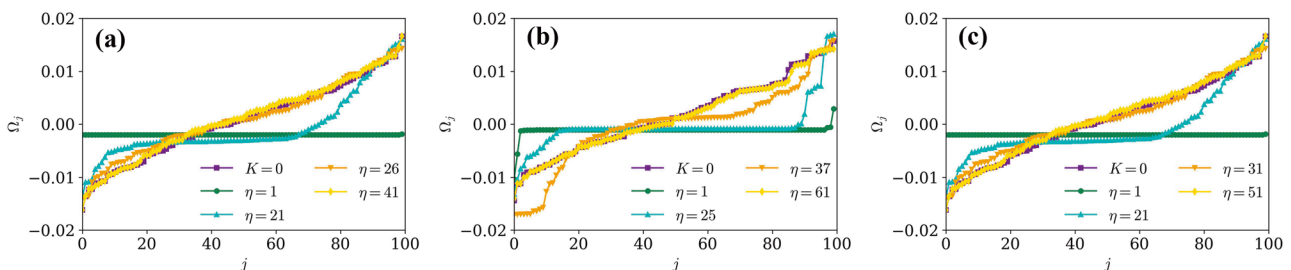 (a)
0.02
0.01
0.00
−0.01
−0.02
Ω_j
0 20 40 60 80 100
j
K = 0
η = 1
η = 21
η = 26
η = 41
(b)
0.02
0.01
0.00
−0.01
−0.02
Ω_j
0 20 40 60 80 100
j
K = 0
η = 1
η = 25
η = 37
η = 61
(c)
0.02
0.01
0.00
−0.01
−0.02
Ω_j
0 20 40 60 80 100
j
K = 0
η = 1
η = 21
η = 31
η = 51